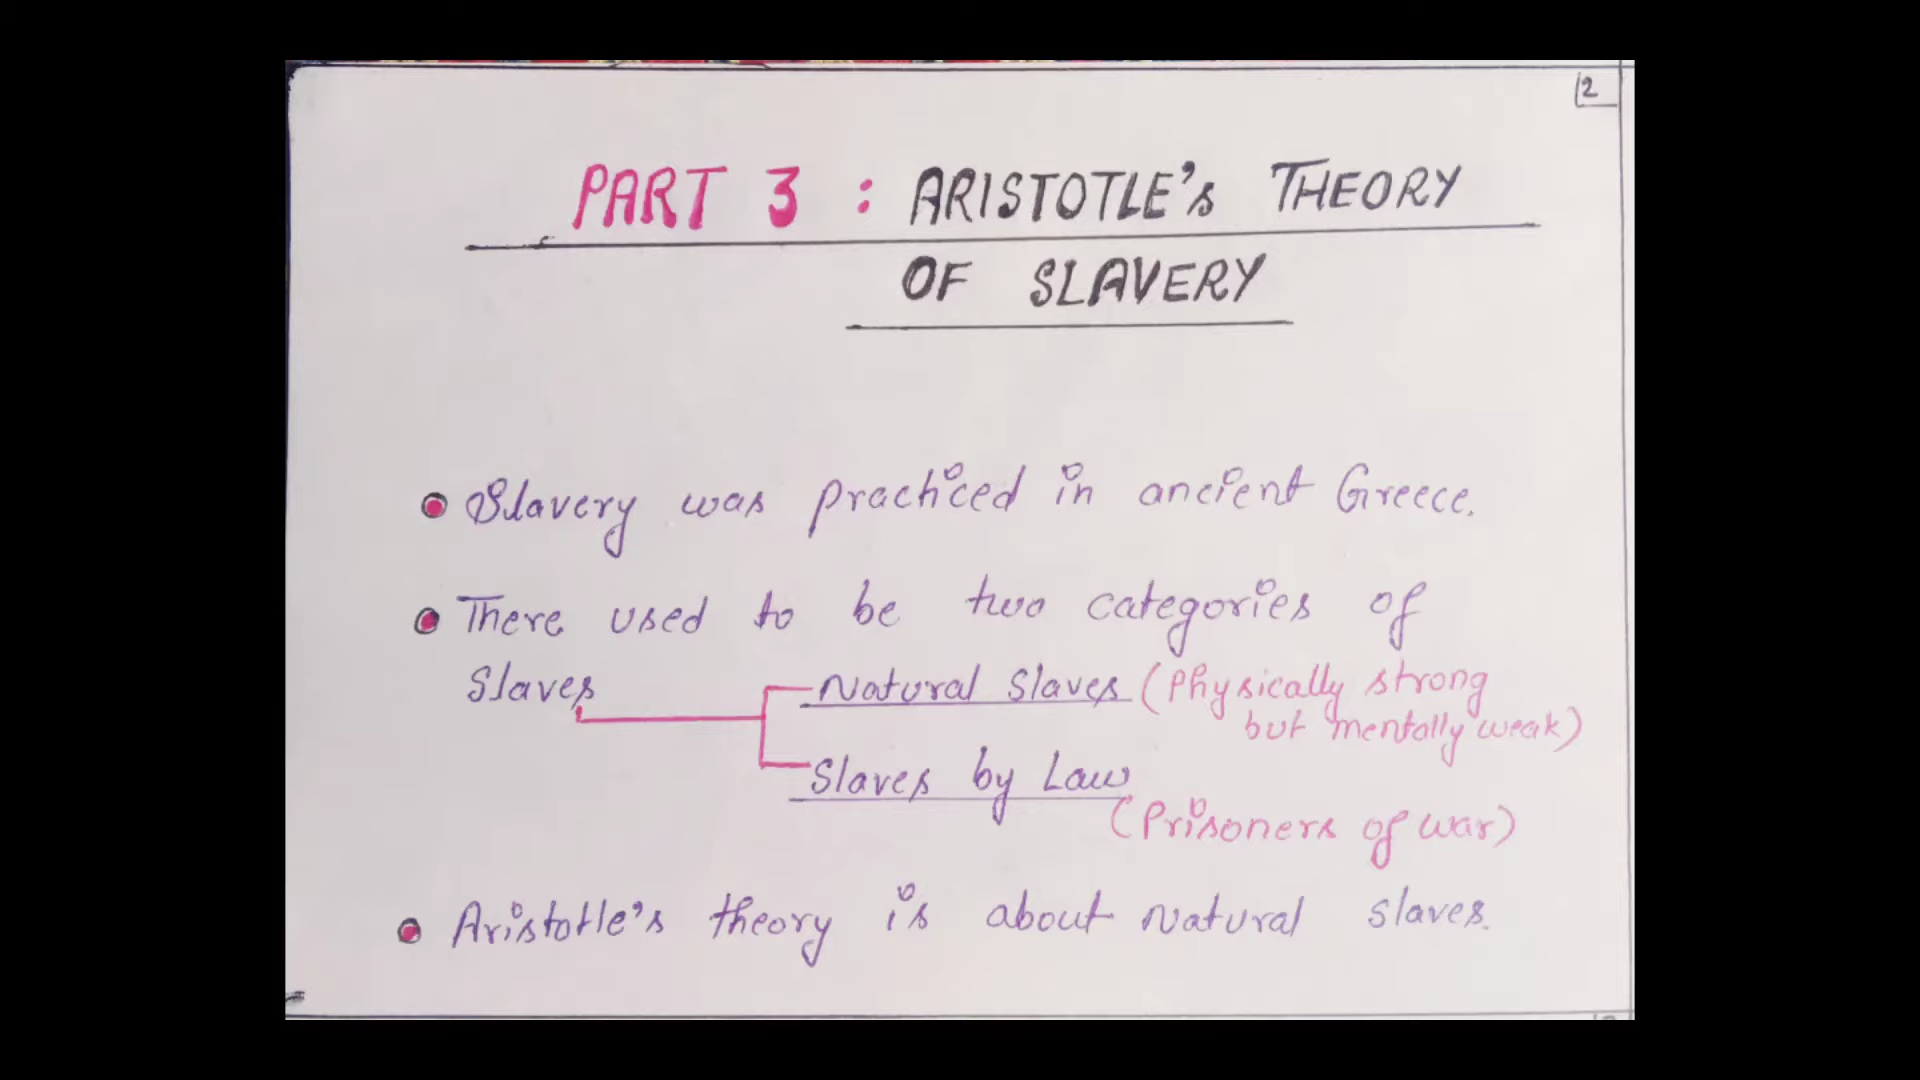 2
PART 3 : ARISTOTLE's THEORY
OF SLAVERY
Slavery was practiced in ancient Greece.
There used to be two categories of
Slaves
Natural Slaves (Physically strong
but mentally weak)
Slaves by Law
(Prisoners of war)
Aristotle's theory is about Natural slaves.